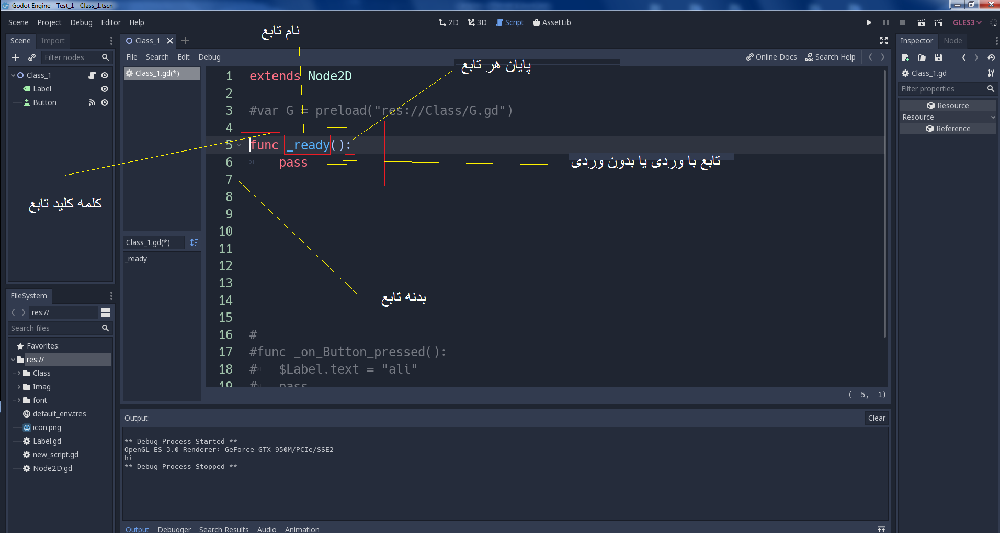 Godot Engine - Test_1 - Class_1.tscn
Scene Project Debug Editor Help
2D 3D Script AssetLib
GLES3
Scene Import
Filter nodes
Class_1
Label
Button
FileSystem
res://
Search files
Favorites:
res://
Class
Imag
font
default_env.tres
icon.png
Label.gd
new_script.gd
Node2D.gd
Class_1
File Search Edit Debug
Online Docs Search Help
Class_1.gd(*)
Class_1.gd(*)
_ready
1 extends Node2D
2
3 #var G = preload("res://Class/G.gd")
4
5 func _ready():
6 pass
7
8
9
10
11
12
13
14
15
16 #
17 #func _on_Button_pressed():
18 # $Label.text = "ali"
19 # pass
( 5, 1)
نام تابع
پایان هر تابع
تابع با وردی یا بدون وردی
کلمه کلید تابع
بدنه تابع
Output:
Clear
** Debug Process Started **
OpenGL ES 3.0 Renderer: GeForce GTX 950M/PCIe/SSE2
hi
** Debug Process Stopped **
Output Debugger Search Results Audio Animation
Inspector Node
Class_1.gd
Filter properties
Resource
Resource
Reference